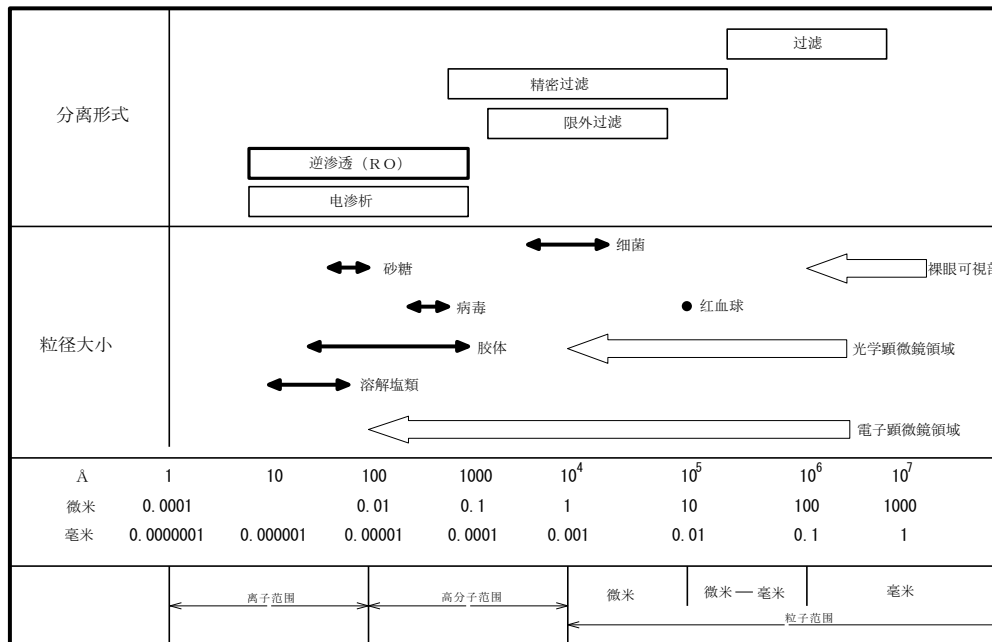 过滤
精密过滤
分离形式
限外过滤
逆渗透（RO）
电渗析
细菌
砂糖
裸眼可視部
病毒
红血球
粒径大小
胶体
光学顕微鏡領域
溶解塩類
電子顕微鏡領域
Å 1 10 100 1000 10⁴ 10⁵ 10⁶ 10⁷
微米 0.0001 0.01 0.1 1 10 100 1000
毫米 0.0000001 0.000001 0.00001 0.0001 0.001 0.01 0.1 1
离子范围 高分子范围 微米 微米—毫米 毫米
粒子范围